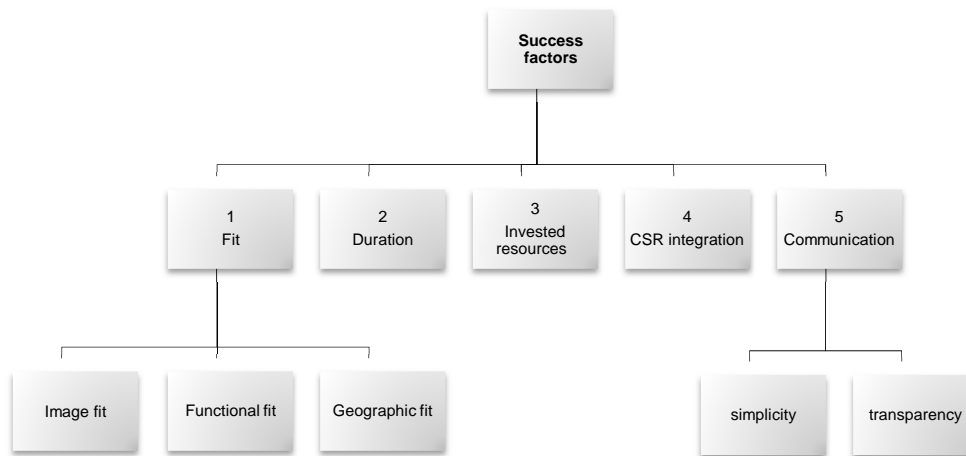 Success
factors
1
Fit
2
Duration
3
Invested
resources
4
CSR integration
5
Communication
Image fit
Functional fit
Geographic fit
simplicity
transparency